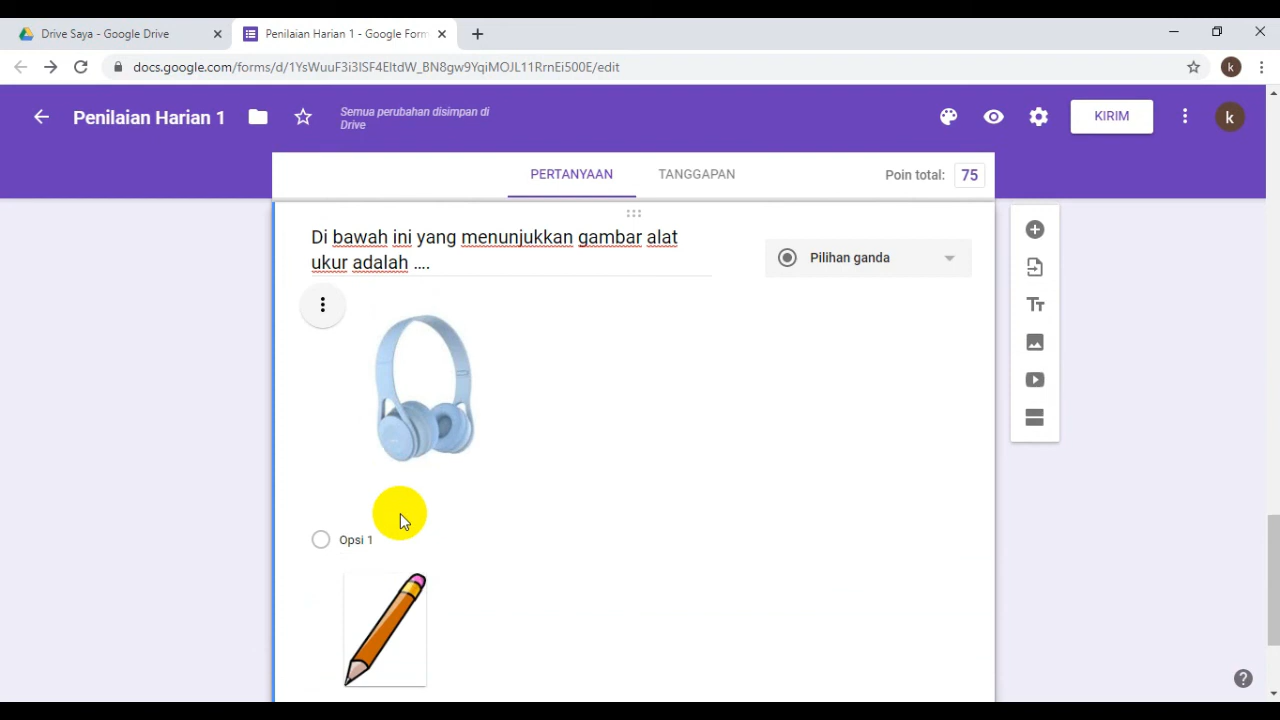 Drive Saya - Google Drive
Penilaian Harian 1 - Google Form
docs.google.com/forms/d/1YsWuuF3i3ISF4EItdW_BN8gw9YqiMOJL11RrnEi500E/edit
k
Penilaian Harian 1
Semua perubahan disimpan di
Drive
KIRIM
k
PERTANYAAN
TANGGAPAN
Poin total:
75
Di bawah ini yang menunjukkan gambar alat
ukur adalah ....
Pilihan ganda
Tт
Opsi 1